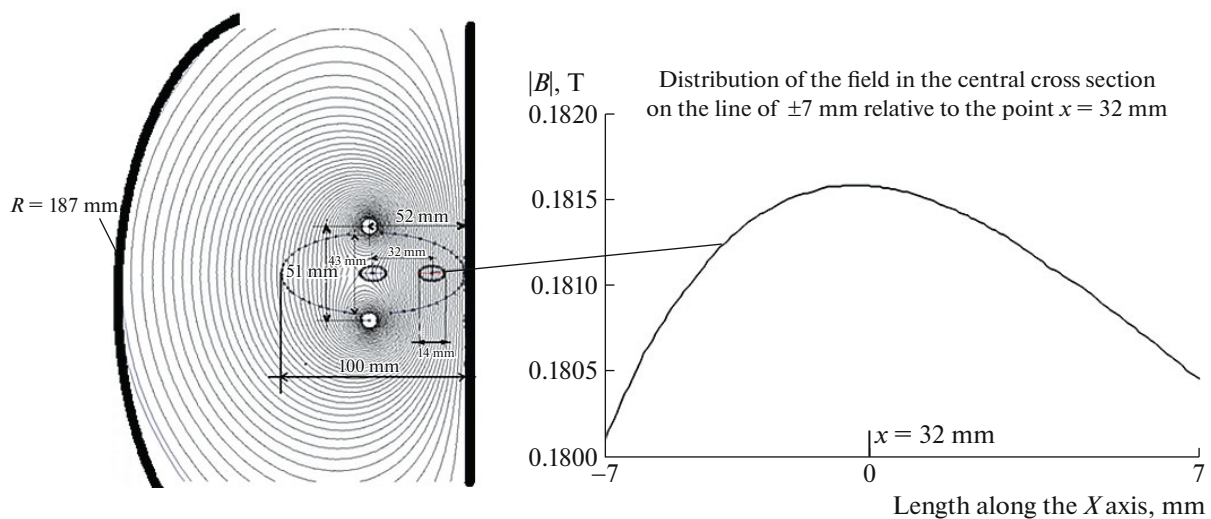 R = 187 mm
52 mm
32 mm
43 mm
51 mm
14 mm
100 mm
|B|, T
Distribution of the field in the central cross section
on the line of ±7 mm relative to the point x = 32 mm
0.1820
0.1815
0.1810
0.1805
0.1800
x = 32 mm
−7
0
7
Length along the X axis, mm